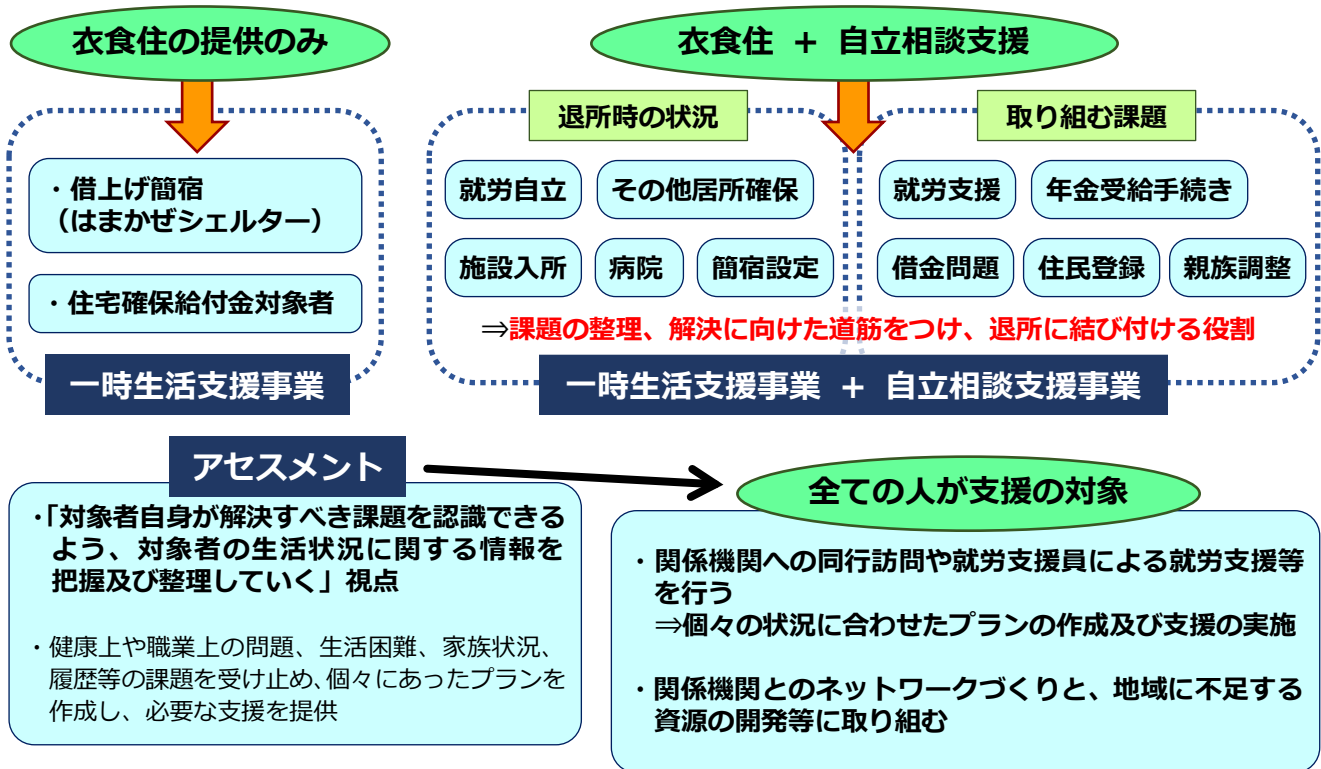 衣食住の提供のみ
・借上げ簡宿
（はまかぜシェルター）
・住宅確保給付金対象者
一時生活支援事業
衣食住 + 自立相談支援
退所時の状況
就労自立
その他居所確保
施設入所
病院
簡宿設定
取り組む課題
就労支援
年金受給手続き
借金問題
住民登録
親族調整
⇒課題の整理、解決に向けた道筋をつけ、退所に結び付ける役割
一時生活支援事業 + 自立相談支援事業
アセスメント
・「対象者自身が解決すべき課題を認識できる
よう、対象者の生活状況に関する情報を
把握及び整理していく」視点
・健康上や職業上の問題、生活困難、家族状況、
履歴等の課題を受け止め、個々にあったプランを
作成し、必要な支援を提供
全ての人が支援の対象
・関係機関への同行訪問や就労支援員による就労支援等
を行う
⇒個々の状況に合わせたプランの作成及び支援の実施
・関係機関とのネットワークづくりと、地域に不足する
資源の開発等に取り組む